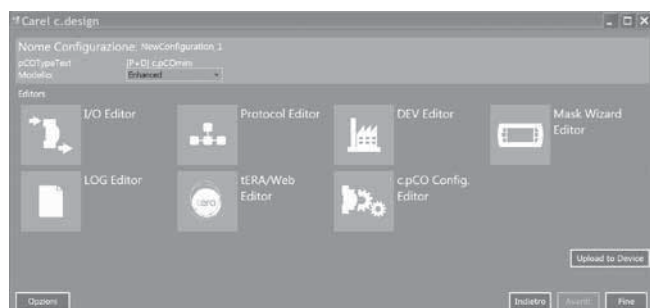 Carel c.design
Nome Configurazione: NewConfiguration_1
pCOTypeText [P+D] c.pCOmini
Modello: Enhanced
Editors
I/O Editor
Protocol Editor
DEV Editor
Mask Wizard
Editor
LOG Editor
tERA/Web
Editor
c.pCO Config.
Editor
Upload to Device
Opzioni
Indietro
Avanti
Fine